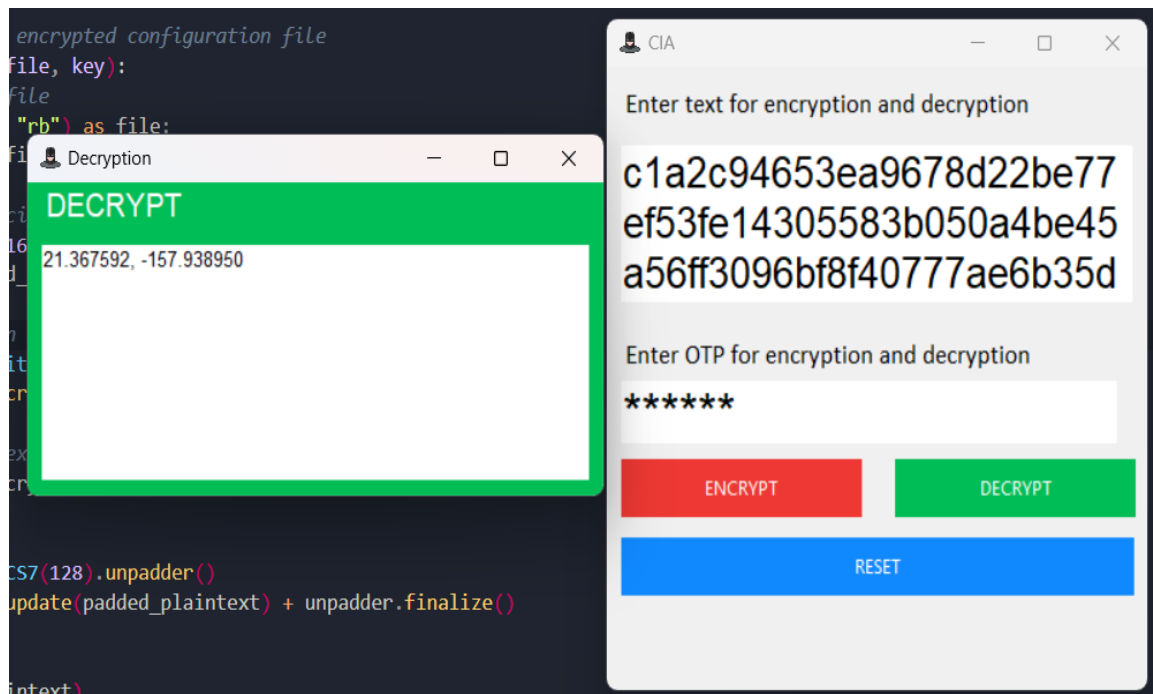 encrypted configuration file
file, key):
file
"rb") as file:
Decryption
DECRYPT
21.367592, -157.938950
CS7(128).unpadder()
update(padded_plaintext) + unpadder.finalize()
intext)
CIA
Enter text for encryption and decryption
c1a2c94653ea9678d22be77
ef53fe14305583b050a4be45
a56ff3096bf8f40777ae6b35d
Enter OTP for encryption and decryption
******
ENCRYPT
DECRYPT
RESET